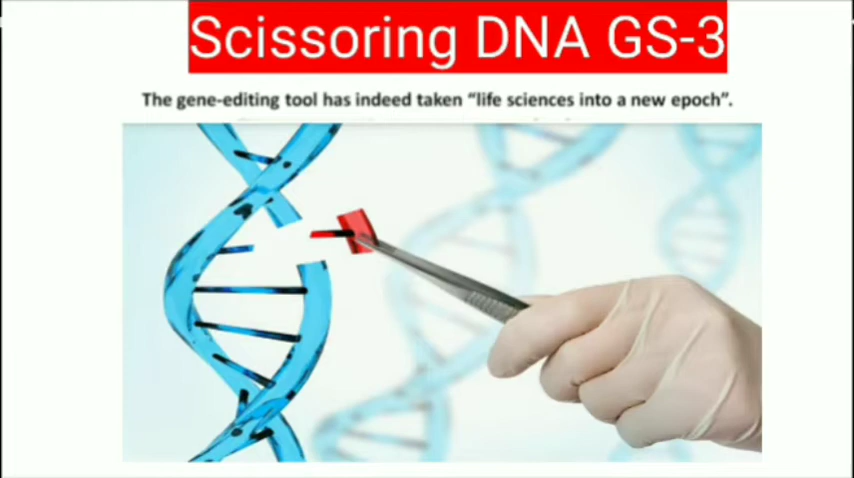 Scissoring DNA GS-3
The gene-editing tool has indeed taken “life sciences into a new epoch”.